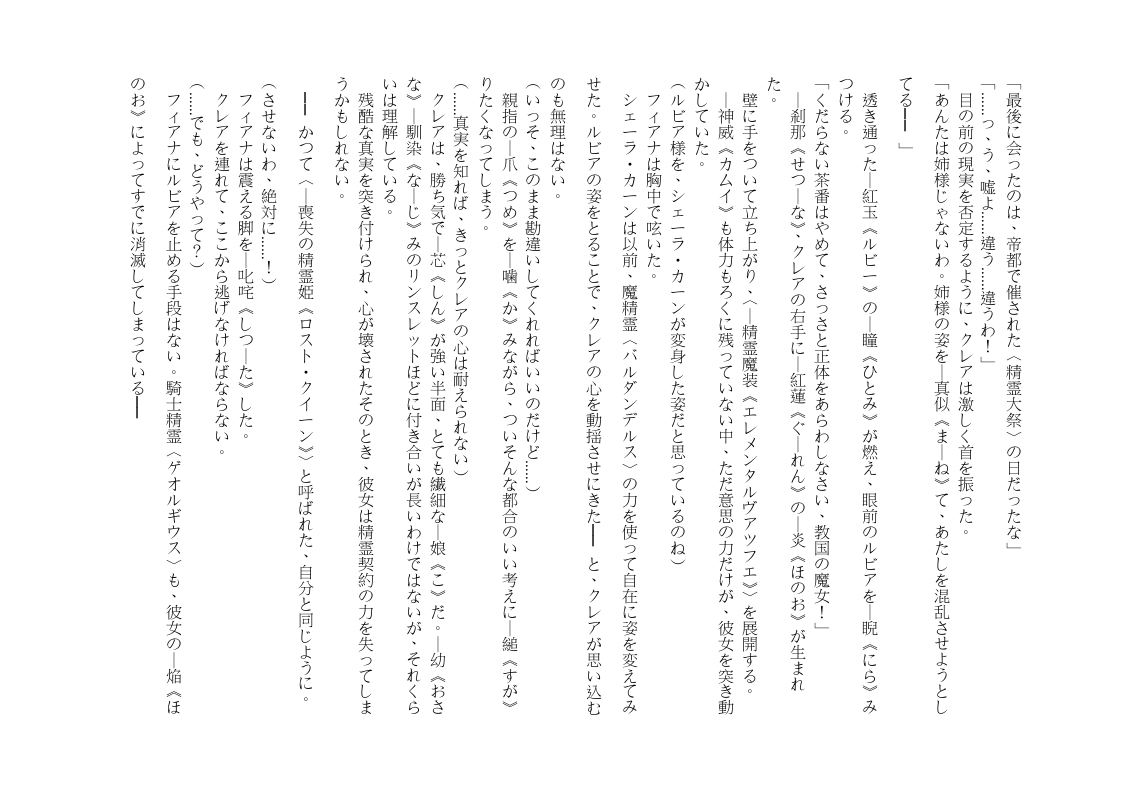 「最後に会ったのは、帝都で催された〈精霊大祭〉の日だったな」
「……つ、う、嘘よ……違う……違うわ！」
目の前の現実を否定するように、クレアは激しく首を振った。
「あんたは姉様じゃないわ。姉様の姿を―真似《ま―ね》て、あたしを混乱させようとし
てる――」
透き通った―紅玉《ルビー》の―瞳《ひとみ》が燃え、眼前のルビアを―睨《にら》み
つける。
「くだらない茶番はやめて、さっさと正体をあらわしなさい、教国の魔女！」
―刹那《せつ―な》、クレアの右手に―紅蓮《ぐ―れん》の―炎《ほのお》が生まれ
た。
壁に手をついて立ち上がり、〈―精霊魔装《エレメンタルヴァツフエ》〉を展開する。
―神威《カムイ》も体力もろくに残っていない中、ただ意思の力だけが、彼女を突き動
かしていた。
（ルビア様を、シェーラ・カーンが変身した姿だと思っているのね）
フィアナは胸中で呟いた。
シェーラ・カーンは以前、魔精霊〈バルダンデルス〉の力を使って自在に姿を変えてみ
せた。ルビアの姿をとることで、クレアの心を動揺させにきた―― と、クレアが思い込む
のも無理はない。
（いっそ、このまま勘違いしてくれればいいのだけど……）
親指の―爪《つめ》を―噛《か》みながら、ついそんな都合のいい考えに―縋《すが》
りたくなってしまう。
（……真実を知れば、きっとクレアの心は耐えられない）
クレアは、勝ち気で―芯《しん》が強い半面、とても繊細な―娘《こ》だ。―幼《おさ
な》―馴染《な―じ》みのリンスレットほどに付き合いが長いわけではないが、それくら
いは理解している。
残酷な真実を突き付けられ、心が壊されたそのとき、彼女は精霊契約の力を失ってしま
うかもしれない。
―― かつて〈―喪失の精霊姫《ロスト・クイーン》〉と呼ばれた、自分と同じように。
（させないわ、絶対に……！）
フィアナは震える脚を―叱咤《しつ―た》した。
クレアを連れて、ここから逃げなければならない。
（……でも、どうやって？）
フィアナにルビアを止める手段はない。騎士精霊〈ゲオルギウス〉も、彼女の―焔《ほ
のお》によってすでに消滅してしまっている――